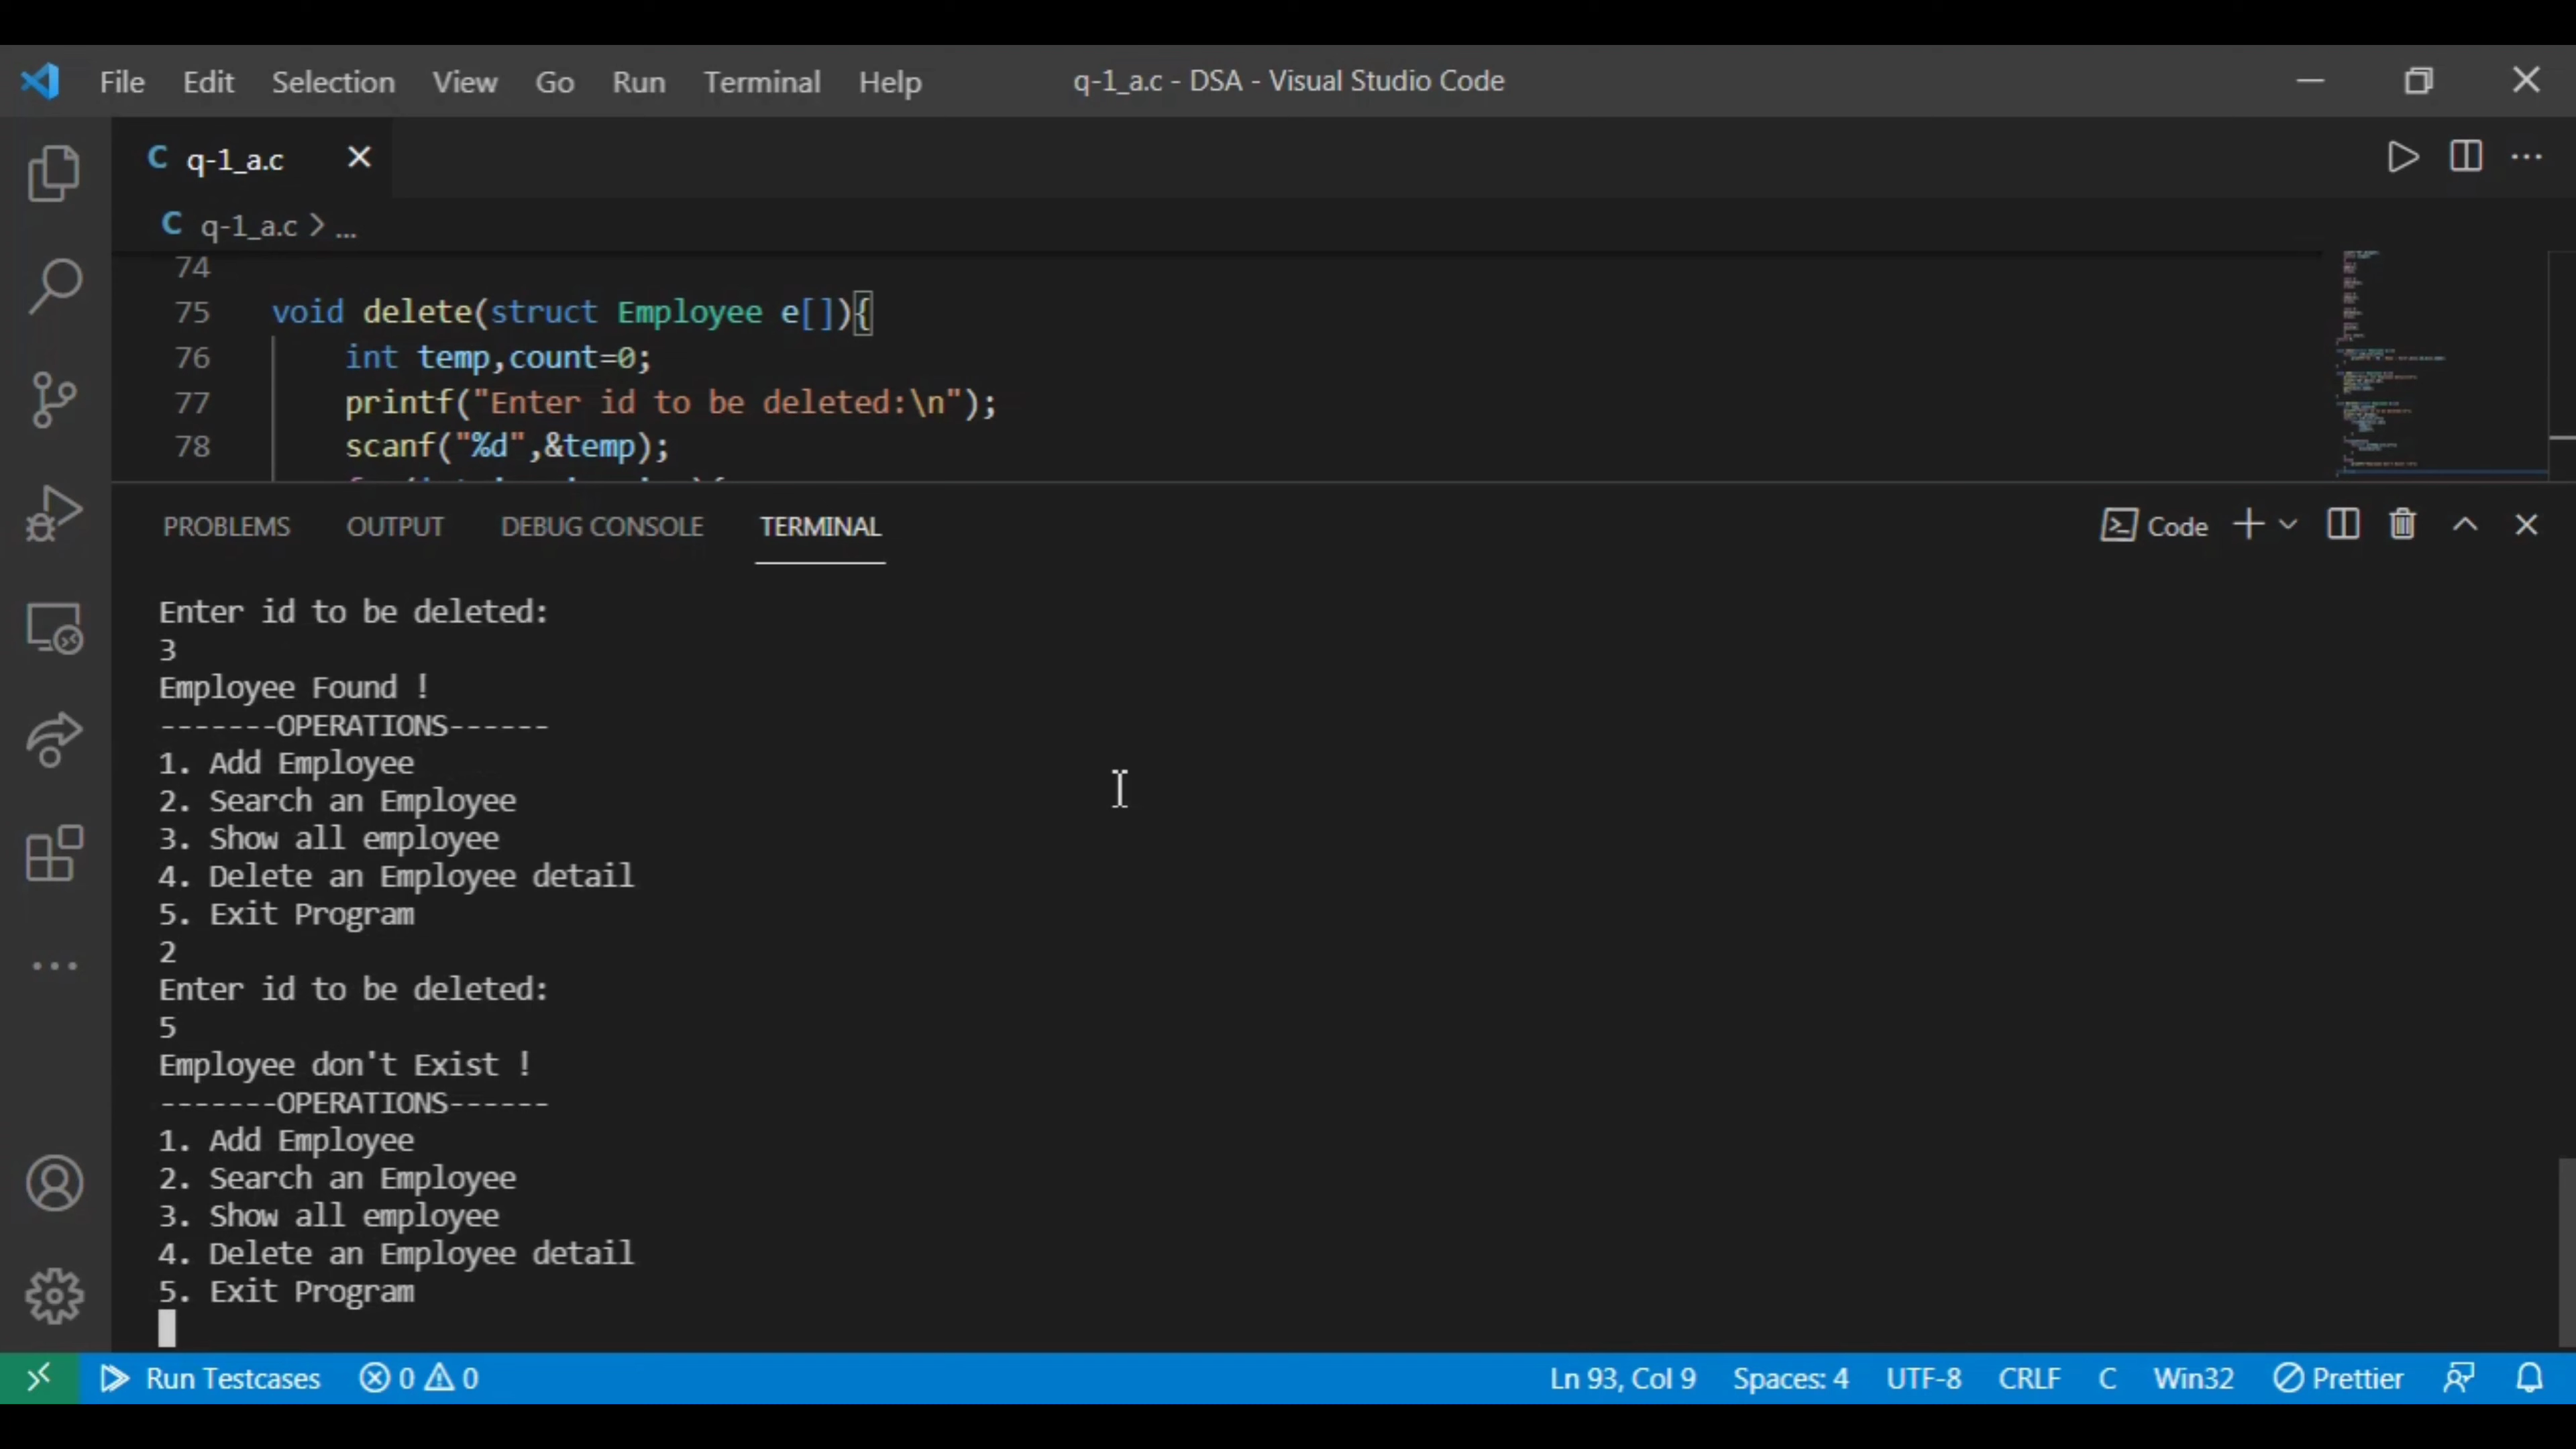 File Edit Selection View Go Run Terminal Help q-1_a.c - DSA - Visual Studio Code
C q-1_a.c
C q-1_a.c > ...
74
75 void delete(struct Employee e[]){
76 int temp,count=0;
77 printf("Enter id to be deleted:\n");
78 scanf("%d",&temp);
PROBLEMS OUTPUT DEBUG CONSOLE TERMINAL Code
Enter id to be deleted:
3
Employee Found !
-------OPERATIONS------
1. Add Employee
2. Search an Employee
3. Show all employee
4. Delete an Employee detail
5. Exit Program
2
Enter id to be deleted:
5
Employee don't Exist !
-------OPERATIONS------
1. Add Employee
2. Search an Employee
3. Show all employee
4. Delete an Employee detail
5. Exit Program
Run Testcases 0 0 Ln 93, Col 9 Spaces: 4 UTF-8 CRLF C Win32 Prettier